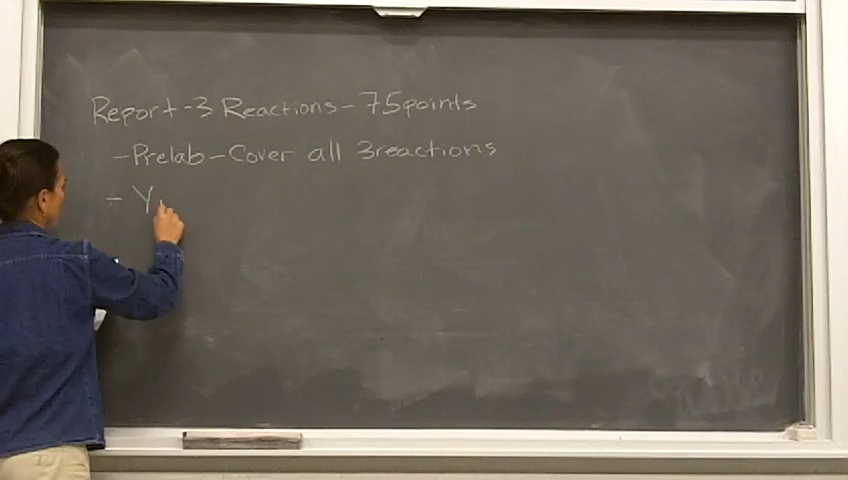 Report-3 Reactions-75points
-Prelab-Cover all 3reactions
- Y